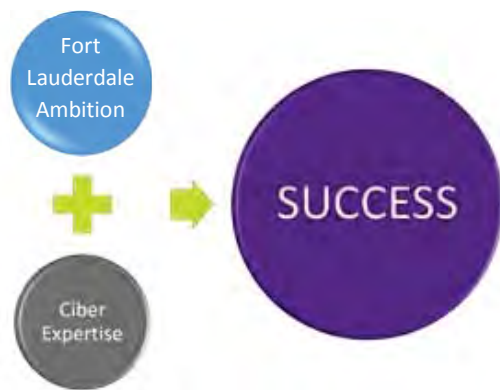 Fort
Lauderdale
Ambition
SUCCESS
Ciber
Expertise